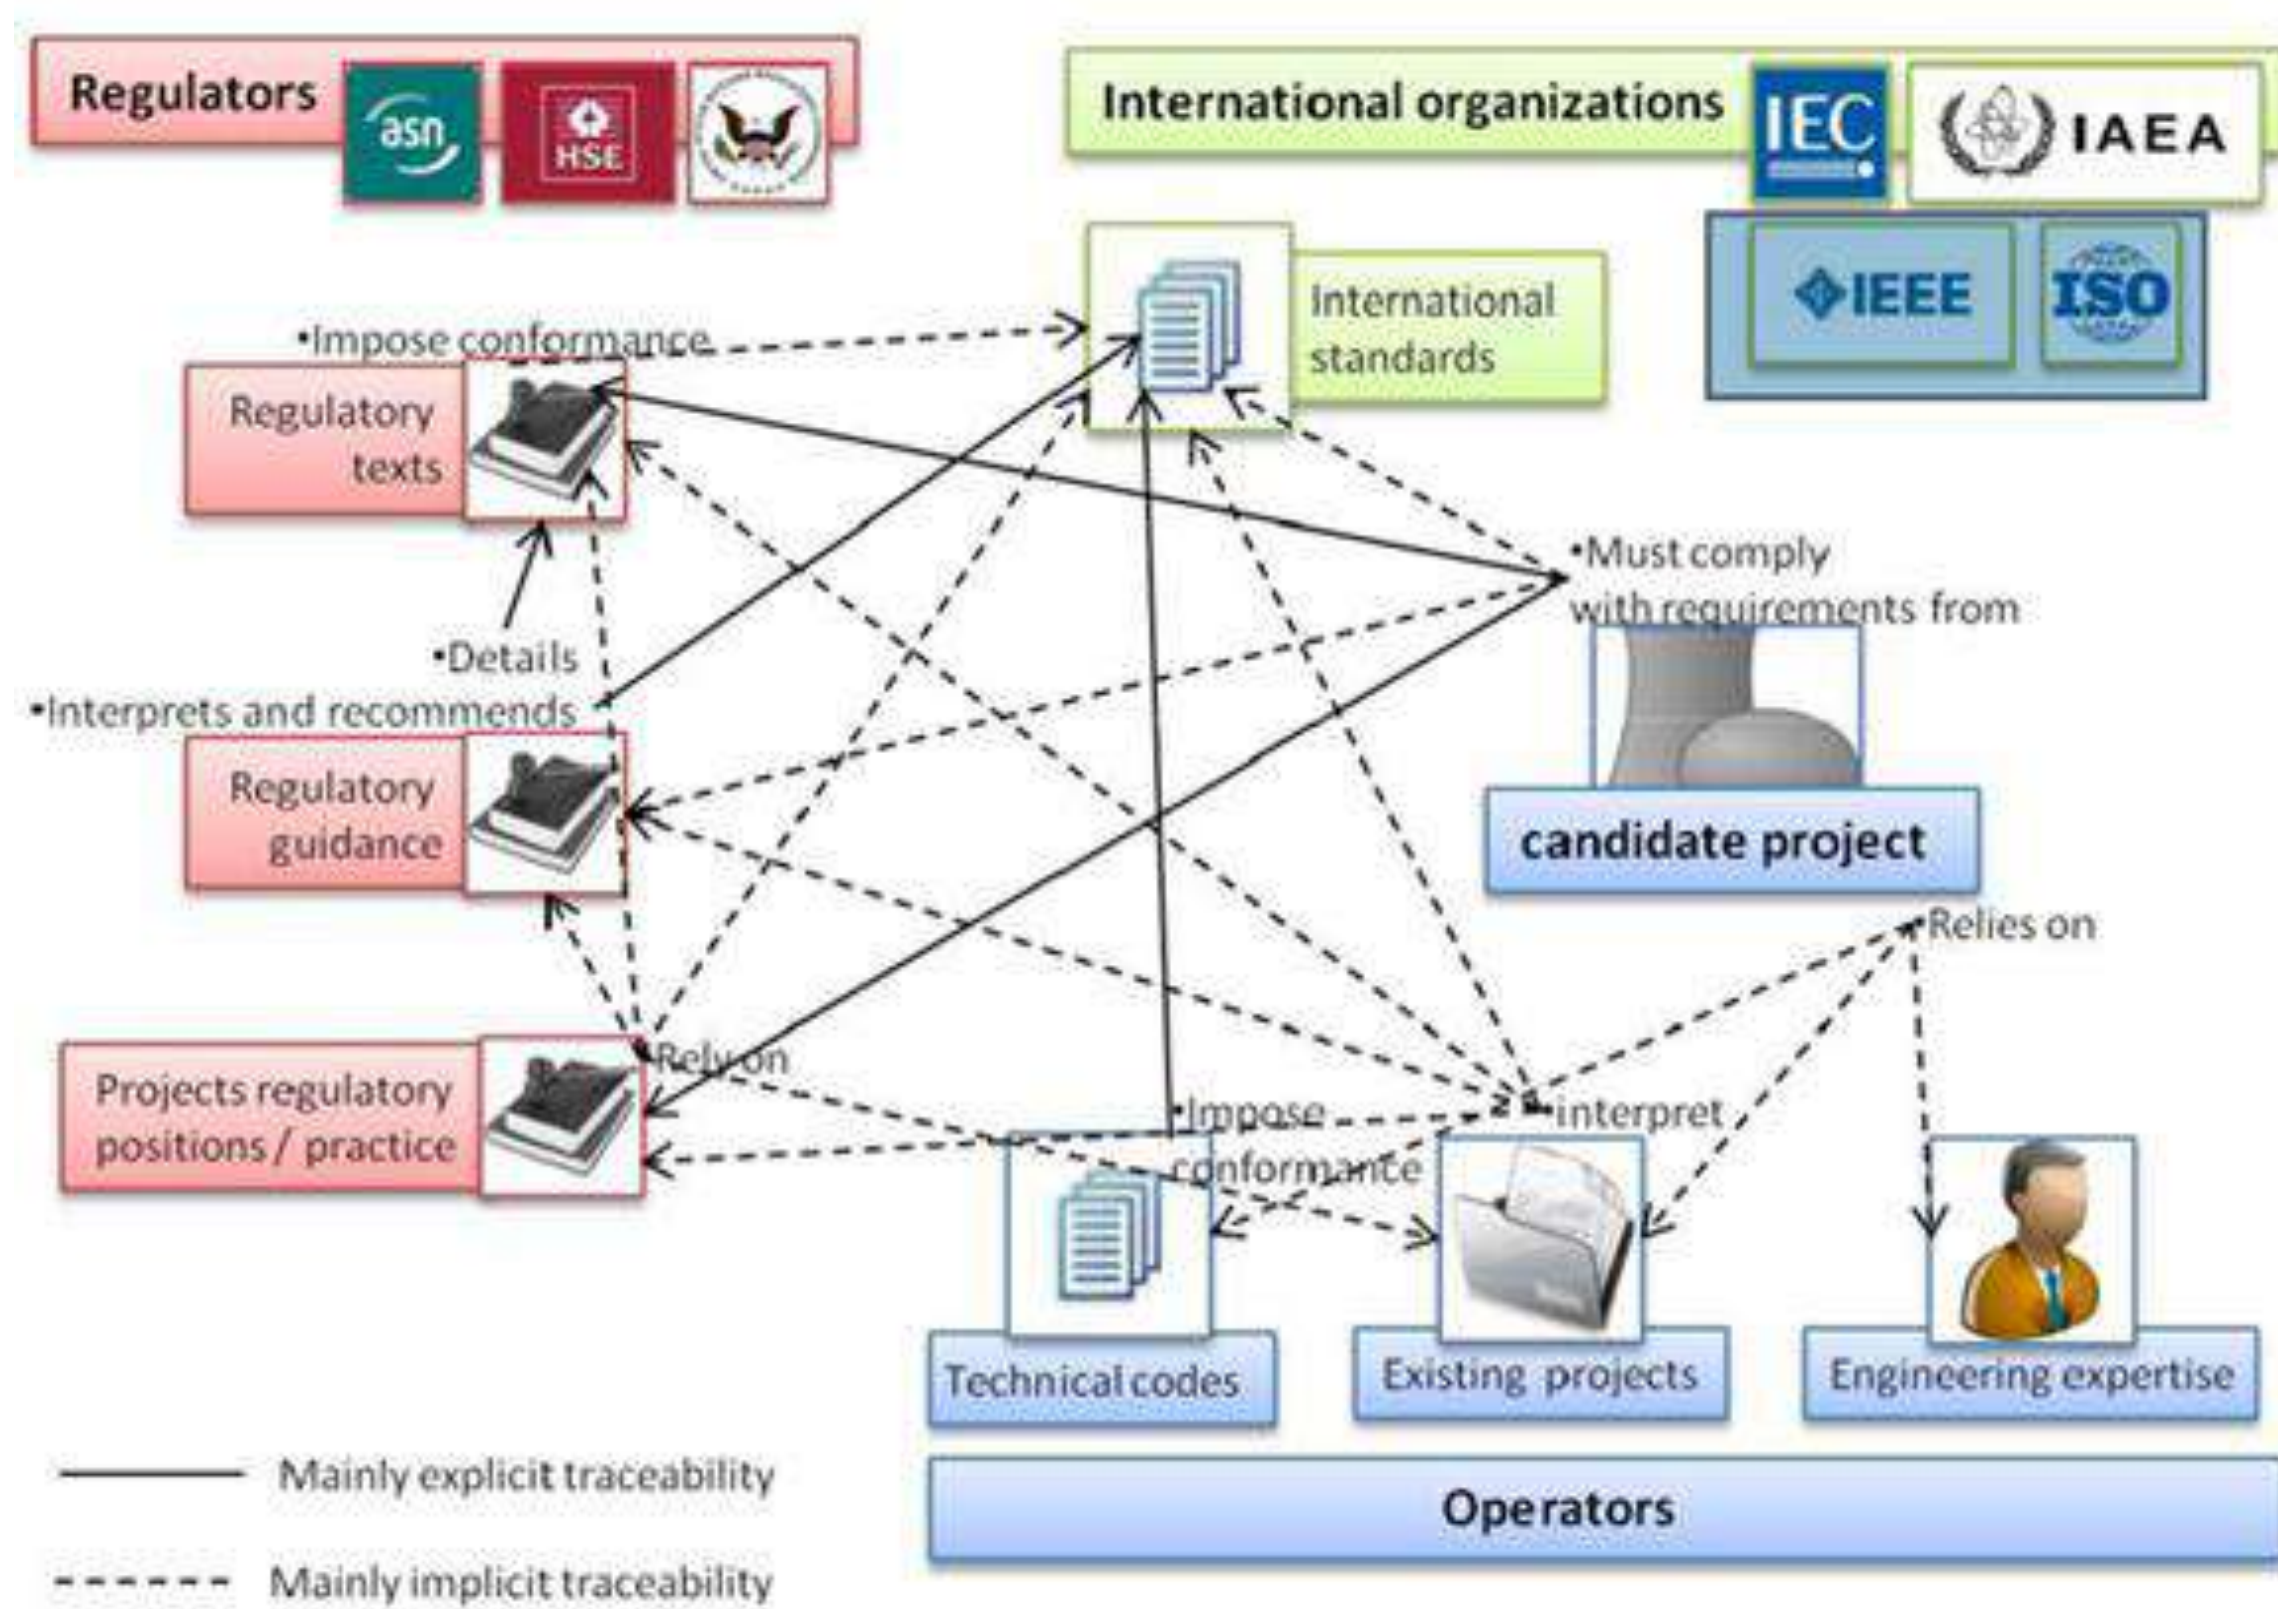 Regulators
asn
HSE
International organizations
IEC
IAEA
IEEE
ISO
International
standards
•Impose conformance
Regulatory
texts
•Must comply
with requirements from
•Details
•Interprets and recommends
Regulatory
guidance
candidate project
•Relies on
Rely on
Projects regulatory
positions / practice
•Impose
conformance
•interpret
Technical codes
Existing projects
Engineering expertise
Mainly explicit traceability
Operators
Mainly implicit traceability